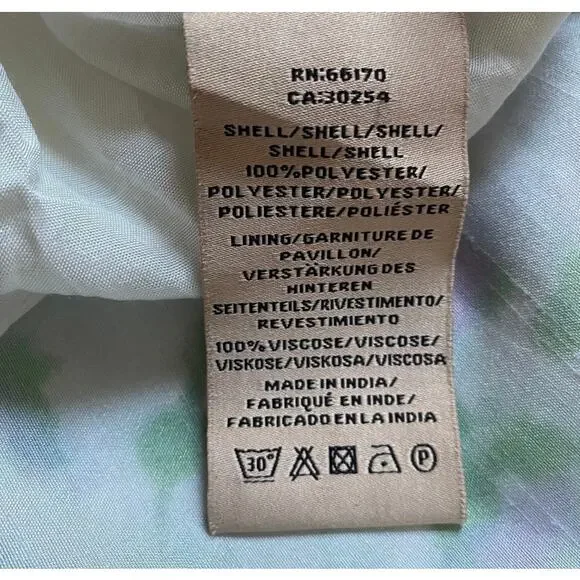 RN:66170
CA:30254
SHELL/SHELL/SHELL/
SHELL/SHELL
100%POLYESTER/
POLYESTER/POLYESTER/
POLIESTERE/POLIÉSTER
LINING/GARNITURE DE
PAVILLON/
VERSTÄRKUNG DES
HINTEREN
SEITENTEILS/RIVESTIMENTO/
REVESTIMIENTO
100%VISCOSE/VISCOSE/
VISKOSE/VISKOSA/VISCOSA
MADE IN INDIA/
FABRIQUÉ EN INDE/
FABRICADO EN LA INDIA
30° P